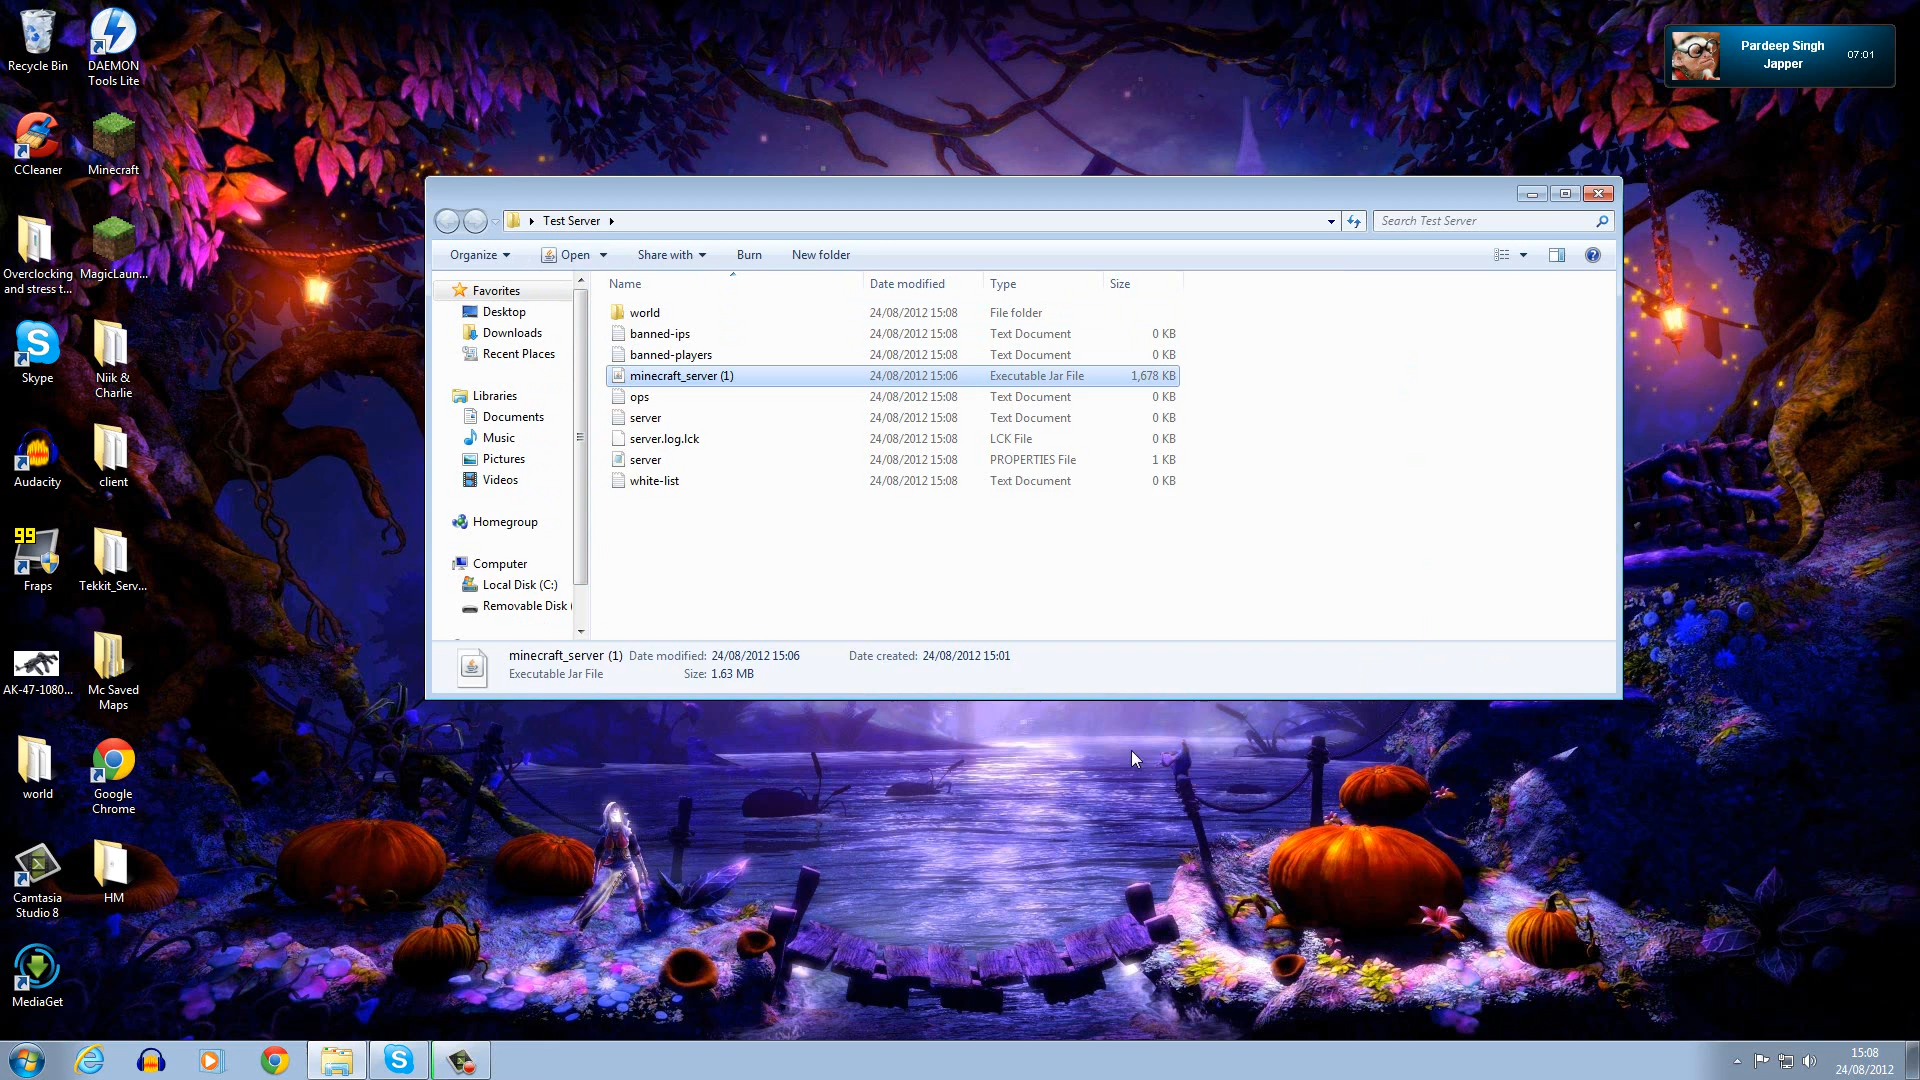 Recycle Bin
DAEMON
Tools Lite
CCleaner
Minecraft
Overclocking
and stress t...
MagicLaun...
Skype
Niik &
Charlie
Audacity
client
99
Fraps
Tekkit_Serv...
AK-47-1080...
Mc Saved
Maps
world
Google
Chrome
Camtasia
Studio 8
HM
MediaGet
Pardeep Singh
Japper
07:01
Test Server
Search Test Server
Organize
Open
Share with
Burn
New folder
Favorites
Desktop
Downloads
Recent Places
Libraries
Documents
Music
Pictures
Videos
Homegroup
Computer
Local Disk (C:)
Removable Disk (
Name Date modified Type Size
world 24/08/2012 15:08 File folder
banned-ips 24/08/2012 15:08 Text Document 0 KB
banned-players 24/08/2012 15:08 Text Document 0 KB
minecraft_server (1) 24/08/2012 15:06 Executable Jar File 1,678 KB
ops 24/08/2012 15:08 Text Document 0 KB
server 24/08/2012 15:08 Text Document 0 KB
server.log.lck 24/08/2012 15:08 LCK File 0 KB
server 24/08/2012 15:08 PROPERTIES File 1 KB
white-list 24/08/2012 15:08 Text Document 0 KB
minecraft_server (1) Date modified: 24/08/2012 15:06 Date created: 24/08/2012 15:01
Executable Jar File Size: 1.63 MB
15:08
24/08/2012